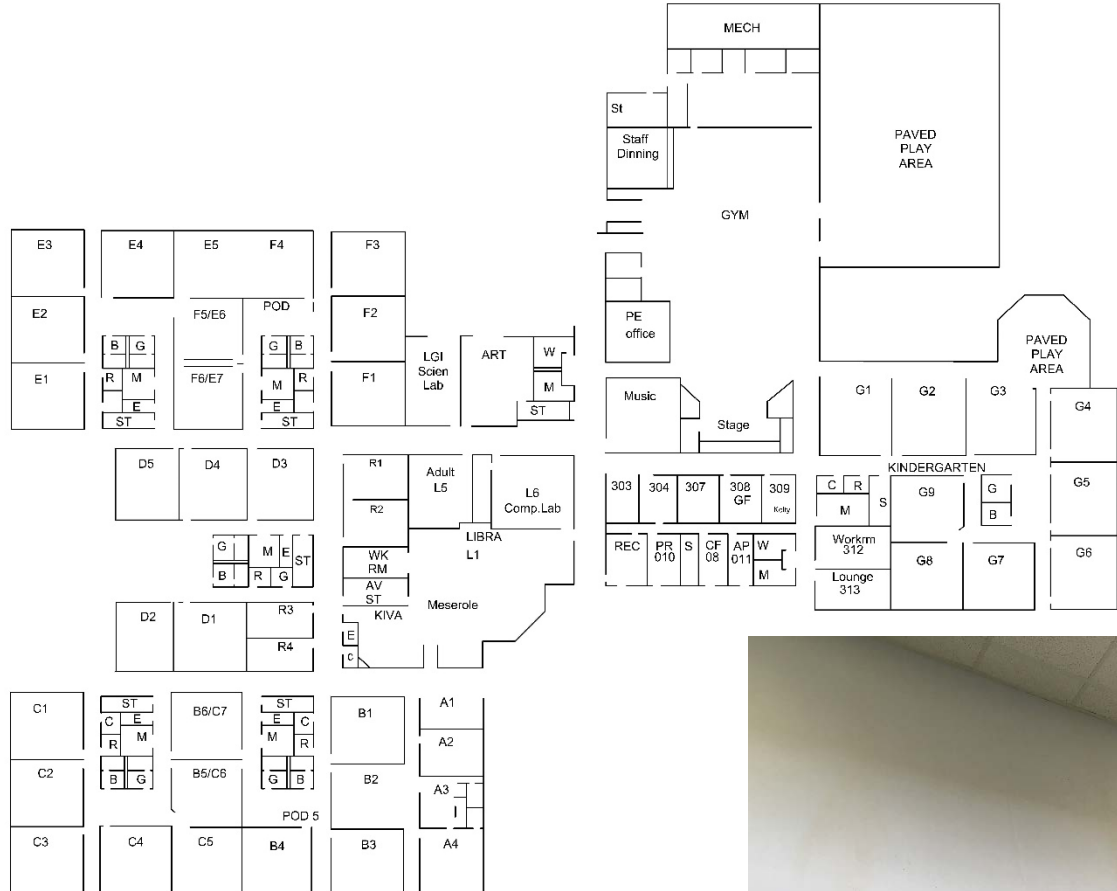 MECH
St
Staff
Dinning
PAVED
PLAY
AREA
GYM
E3
E4
E5
F4
F3
E2
F5/E6
POD
F2
PE
office
B G
G B
LGI
Scien
Lab
ART
W
PAVED
PLAY
AREA
E1
R
M
F6/E7
M
R
F1
M
E
E
ST
ST
ST
Music
Stage
G1
G2
G3
G4
D5
D4
D3
R1
Adult
L5
L6
Comp.Lab
303
304
307
308
GF
309
Kelly
KINDERGARTEN
C
R
M
S
G9
G
B
G5
R2
LIBRA
L1
G
B
M
E
ST
R
G
WK
RM
AV
ST
KIVA
Meserole
REC
PR
010
S
CF
08
AP
011
W
M
Workrm
312
Lounge
313
G8
G7
G6
D2
D1
R3
R4
E
C
C1
ST
C
E
R
M
B6/C7
ST
E
C
M
R
B1
A1
A2
C2
B
G
B5/C6
G
B
B2
A3
POD 5
C3
C4
C5
B4
B3
A4